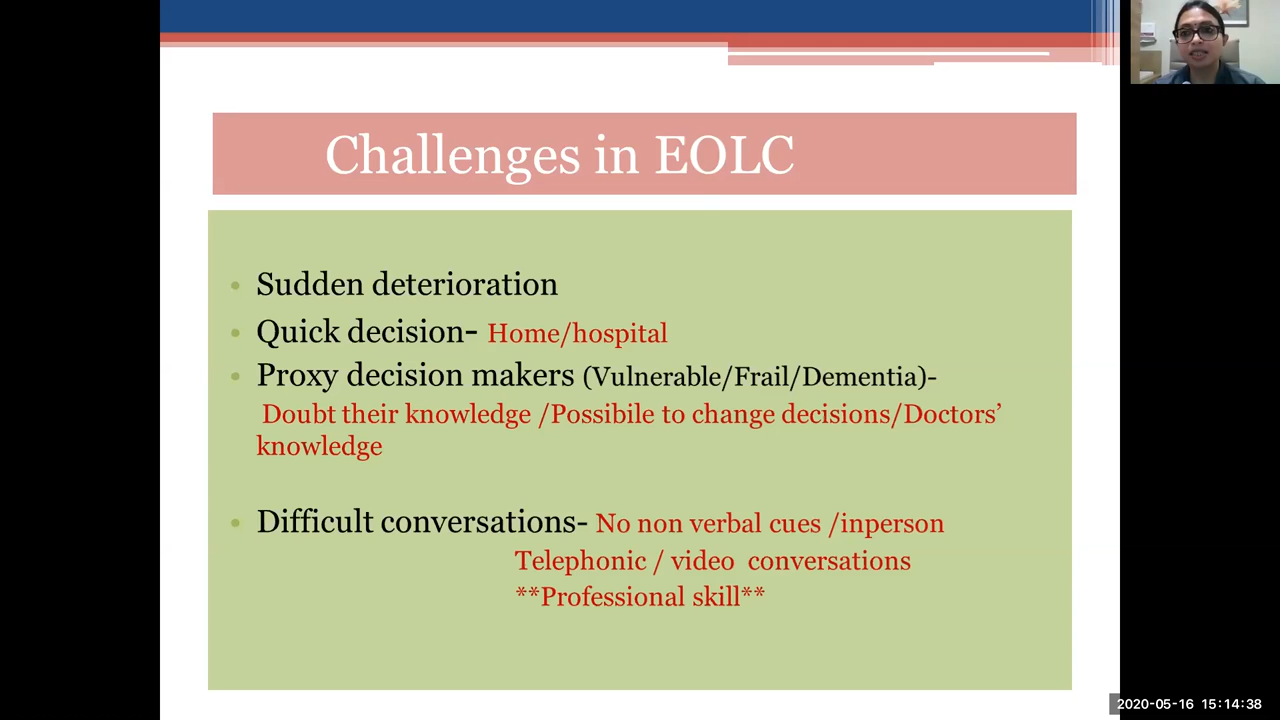 Challenges in EOLC
• Sudden deterioration
• Quick decision- Home/hospital
• Proxy decision makers (Vulnerable/Frail/Dementia)-
Doubt their knowledge /Possibile to change decisions/Doctors’
knowledge
• Difficult conversations- No non verbal cues /inperson
Telephonic / video conversations
**Professional skill**
2020-05-16 15:14:38